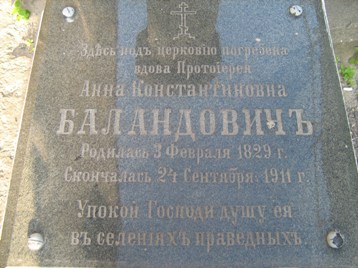 Здѣсь подъ церковію погребена
вдова Протоіерея
Анна Константиновна
БАЛАНДОВИЧЪ
Родилась 3 Февраля 1829 г.
Скончалась 24 Сентября 1911 г.
Упокой Господи душу ея
въ селенiяхъ праведныхъ.